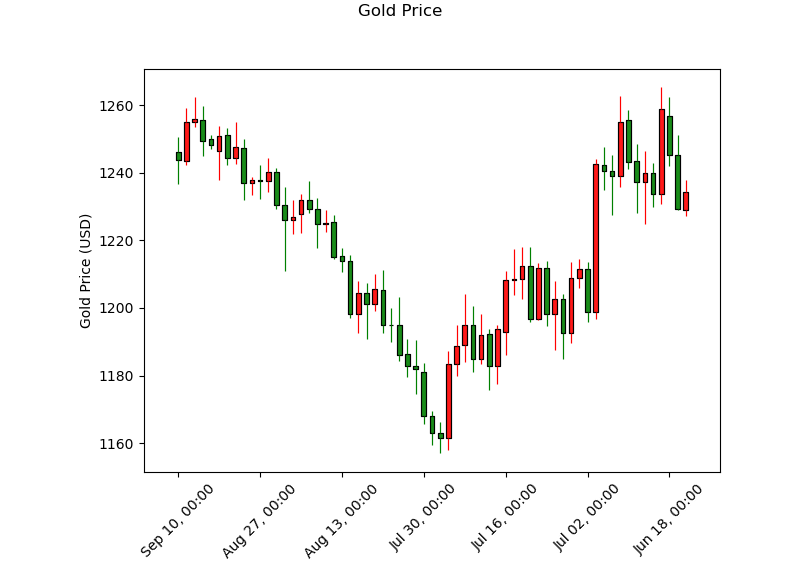 Gold Price
Gold Price (USD)
1260
1240
1220
1200
1180
1160
Sep 10, 00:00
Aug 27, 00:00
Aug 13, 00:00
Jul 30, 00:00
Jul 16, 00:00
Jul 02, 00:00
Jun 18, 00:00